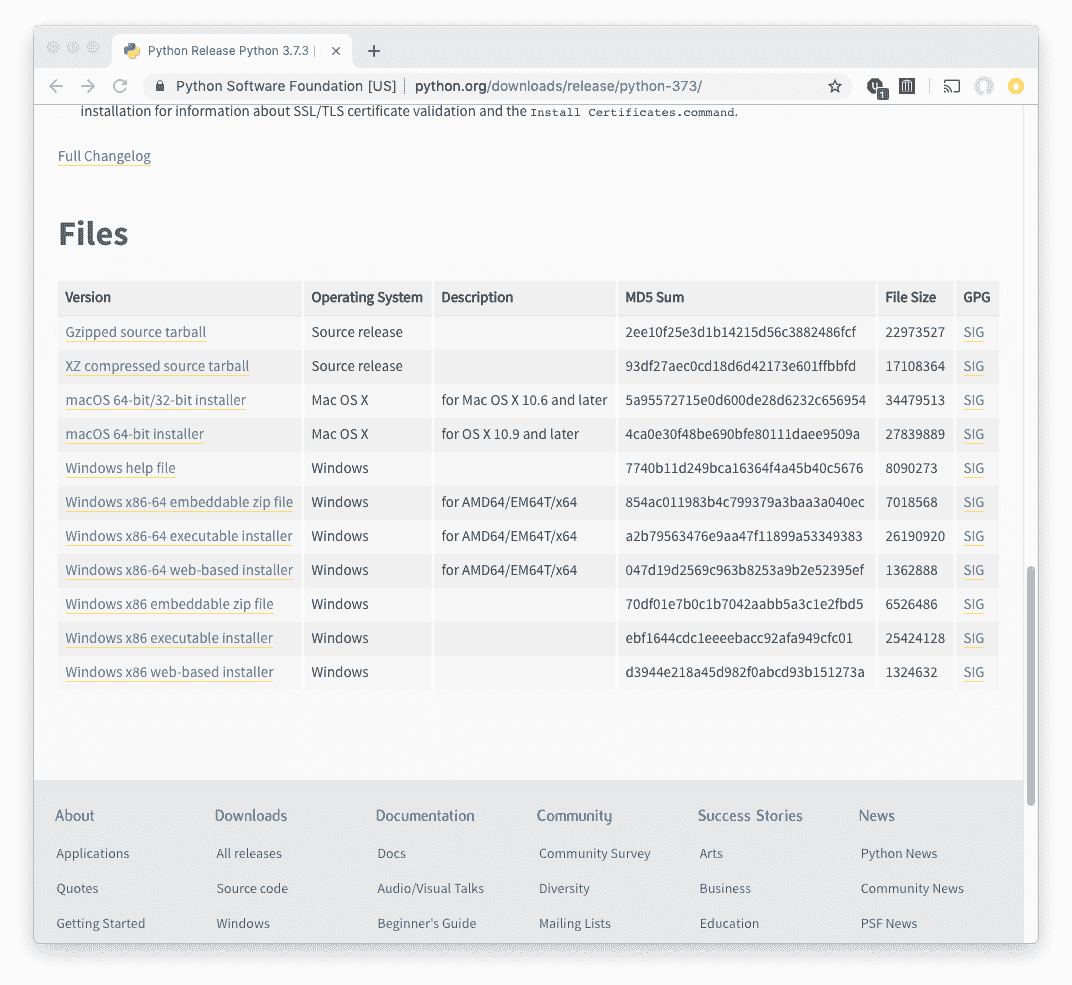 Python Release Python 3.7.3 |
Python Software Foundation [US] | python.org/downloads/release/python-373/
1
installation for information about SSL/TLS certificate validation and the Install Certificates.command.
Full Changelog
Files
Version Operating System Description MD5 Sum File Size GPG
Gzipped source tarball Source release 2ee10f25e3d1b14215d56c3882486fcf 22973527 SIG
XZ compressed source tarball Source release 93df27aec0cd18d6d42173e601ffbbfd 17108364 SIG
macOS 64-bit/32-bit installer Mac OS X for Mac OS X 10.6 and later 5a95572715e0d600de28d6232c656954 34479513 SIG
macOS 64-bit installer Mac OS X for OS X 10.9 and later 4ca0e30f48be690bfe80111daee9509a 27839889 SIG
Windows help file Windows 7740b11d249bca16364f4a45b40c5676 8090273 SIG
Windows x86-64 embeddable zip file Windows for AMD64/EM64T/x64 854ac011983b4c799379a3baa3a040ec 7018568 SIG
Windows x86-64 executable installer Windows for AMD64/EM64T/x64 a2b79563476e9aa47f11899a53349383 26190920 SIG
Windows x86-64 web-based installer Windows for AMD64/EM64T/x64 047d19d2569c963b8253a9b2e52395ef 1362888 SIG
Windows x86 embeddable zip file Windows 70df01e7b0c1b7042aabb5a3c1e2fbd5 6526486 SIG
Windows x86 executable installer Windows ebf1644cdc1eeeebacc92afa949cfc01 25424128 SIG
Windows x86 web-based installer Windows d3944e218a45d982f0abcd93b151273a 1324632 SIG
About Downloads Documentation Community Success Stories News
Applications All releases Docs Community Survey Arts Python News
Quotes Source code Audio/Visual Talks Diversity Business Community News
Getting Started Windows Beginner's Guide Mailing Lists Education PSF News